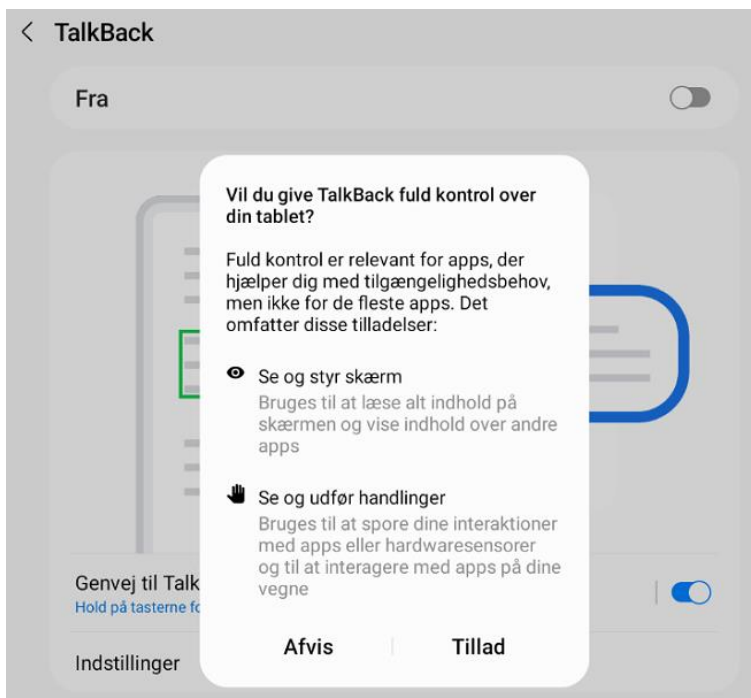 TalkBack
Fra
Vil du give TalkBack fuld kontrol over
din tablet?
Fuld kontrol er relevant for apps, der
hjælper dig med tilgængelighedsbehov,
men ikke for de fleste apps. Det
omfatter disse tilladelser:
Se og styr skærm
Bruges til at læse alt indhold på
skærmen og vise indhold over andre
apps
Se og udfør handlinger
Bruges til at spore dine interaktioner
med apps eller hardwaresensorer
og til at interagere med apps på dine
vegne
Afvis
Tillad
Genvej til Talk
Hold på tasterne fo
Indstillinger